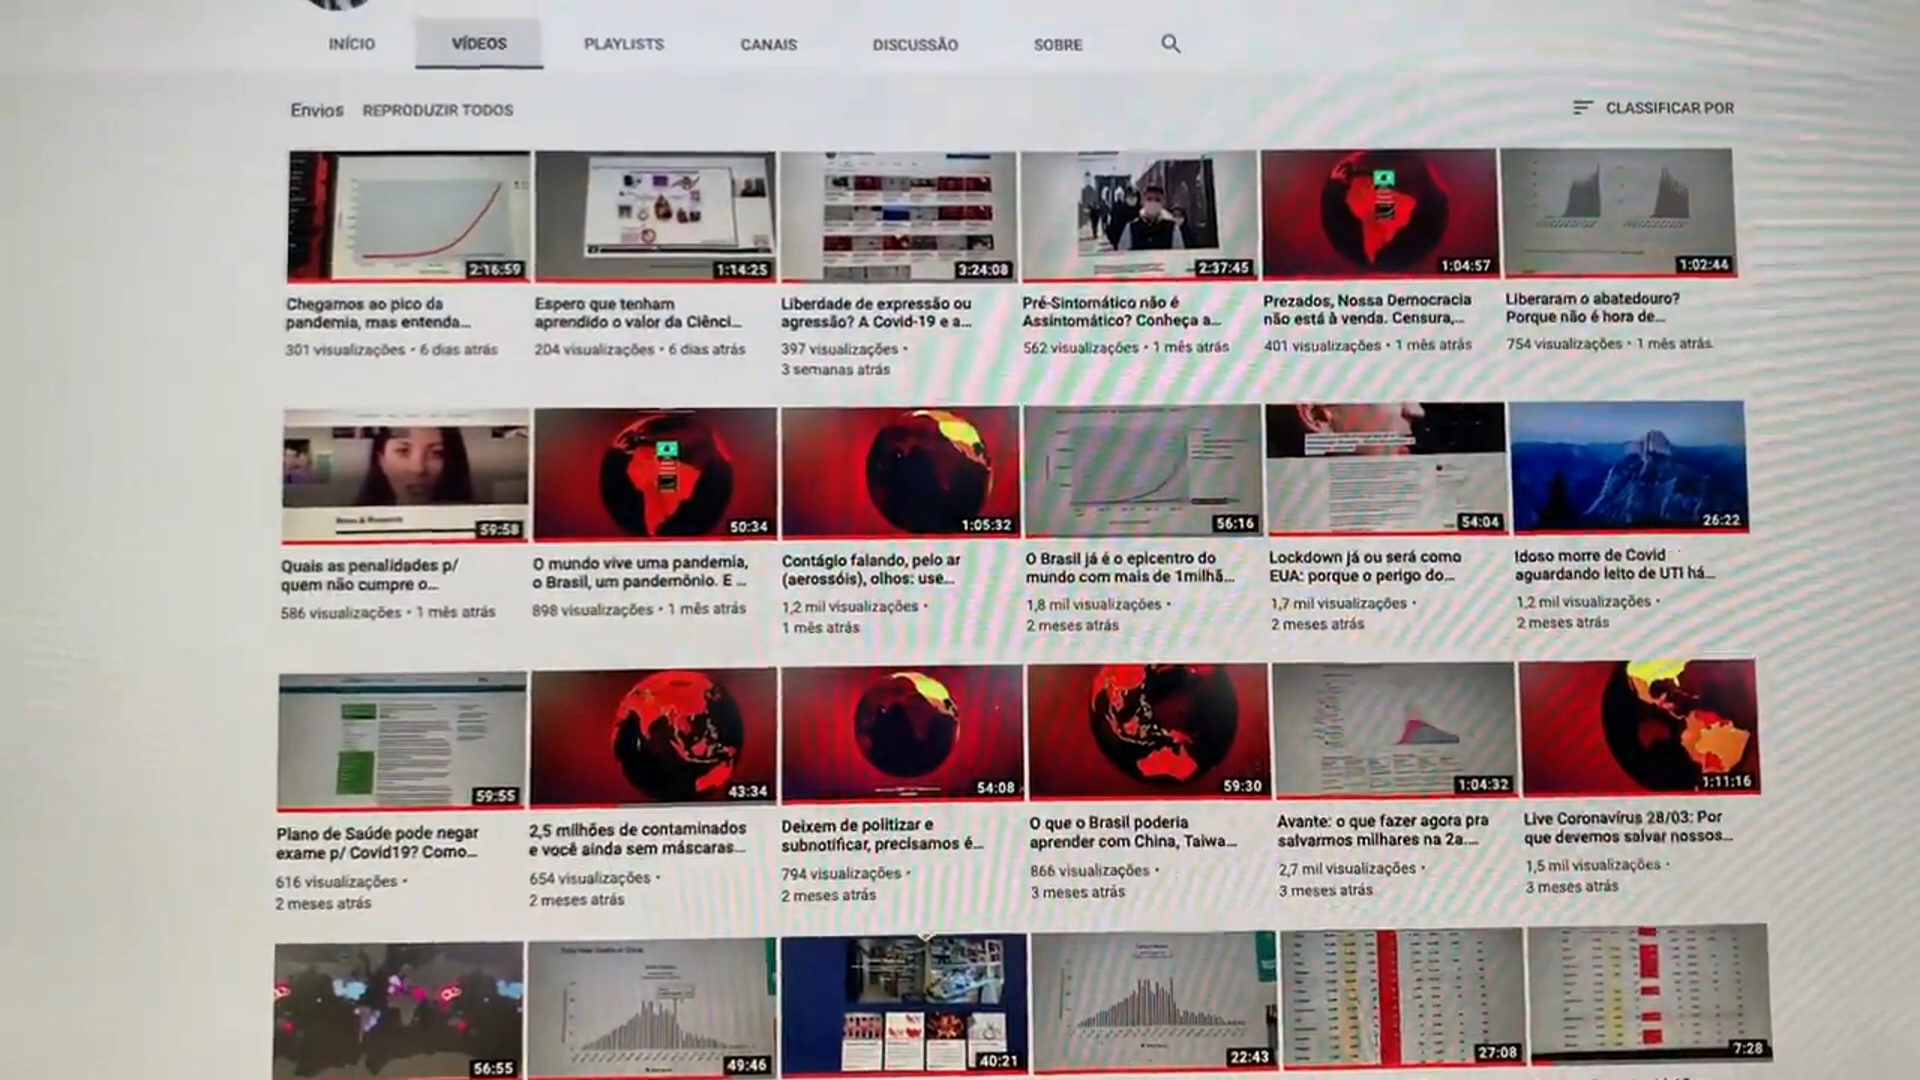 INÍCIO VÍDEOS PLAYLISTS CANAIS DISCUSSÃO SOBRE
Envios REPRODUZIR TODOS CLASSIFICAR POR
2:16:59 1:14:25 3:24:08 2:37:45 1:04:57 1:02:44
Chegamos ao pico da
pandemia, mas entenda...
301 visualizações • 6 dias atrás
Espero que tenham
aprendido o valor da Ciênci...
204 visualizações • 6 dias atrás
Liberdade de expressão ou
agressão? A Covid-19 e a...
397 visualizações •
3 semanas atrás
Pré-Sintomático não é
Assintomático? Conheça a...
562 visualizações • 1 mês atrás
Prezados, Nossa Democracia
não está à venda. Censura,...
401 visualizações • 1 mês atrás
Liberaram o abatedouro?
Porque não é hora de...
754 visualizações • 1 mês atrás
59:58 50:34 1:05:32 56:16 54:04 26:22
Quais as penalidades p/
quem não cumpre o...
586 visualizações • 1 mês atrás
O mundo vive uma pandemia,
o Brasil, um pandemônio. E ...
898 visualizações • 1 mês atrás
Contágio falando, pelo ar
(aerossóis), olhos: use...
1,2 mil visualizações •
1 mês atrás
O Brasil já é o epicentro do
mundo com mais de 1milhã...
1,8 mil visualizações •
2 meses atrás
Lockdown já ou será como
EUA: porque o perigo do...
1,7 mil visualizações •
2 meses atrás
Idoso morre de Covid
aguardando leito de UTI há...
1,2 mil visualizações •
2 meses atrás
59:55 43:34 54:08 59:30 1:04:32 1:11:16
Plano de Saúde pode negar
exame p/ Covid19? Como...
616 visualizações •
2 meses atrás
2,5 milhões de contaminados
e você ainda sem máscaras...
654 visualizações •
2 meses atrás
Deixem de politizar e
subnotificar, precisamos é...
794 visualizações •
2 meses atrás
O que o Brasil poderia
aprender com China, Taiwa...
866 visualizações •
3 meses atrás
Avante: o que fazer agora pra
salvarmos milhares na 2a....
2,7 mil visualizações •
3 meses atrás
Live Coronavírus 28/03: Por
que devemos salvar nossos...
1,5 mil visualizações •
3 meses atrás
56:55 49:46 40:21 22:43 27:08 7:28